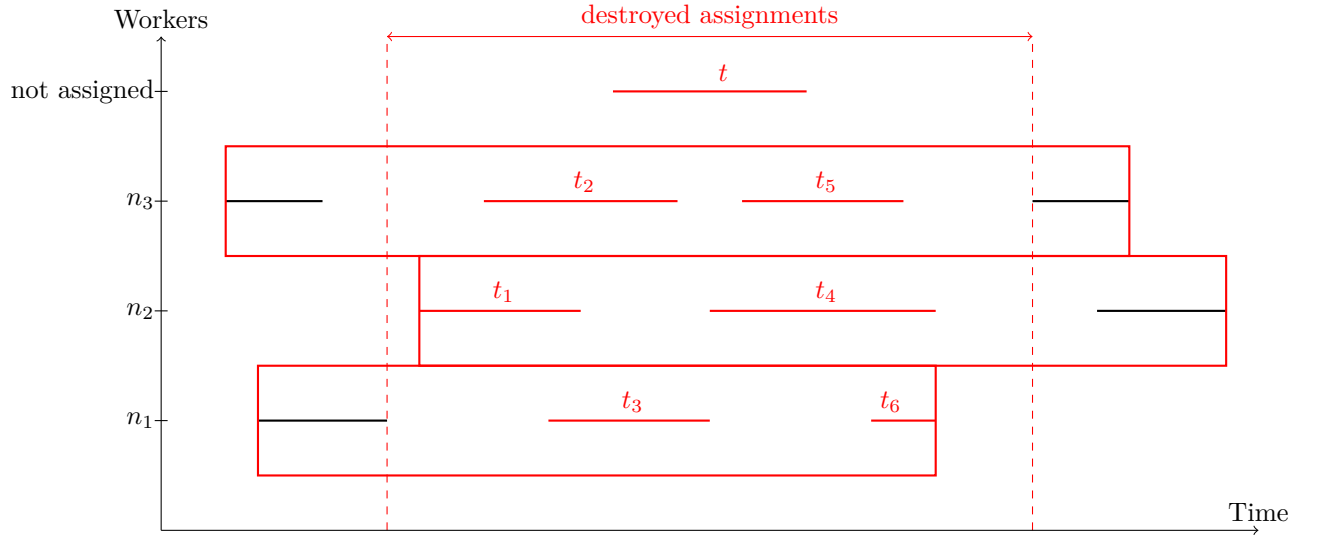 destroyed assignments
Workers
t
not assigned
t₂ t₅
n₃
t₁ t₄
n₂
t₃ t₆
n₁
Time